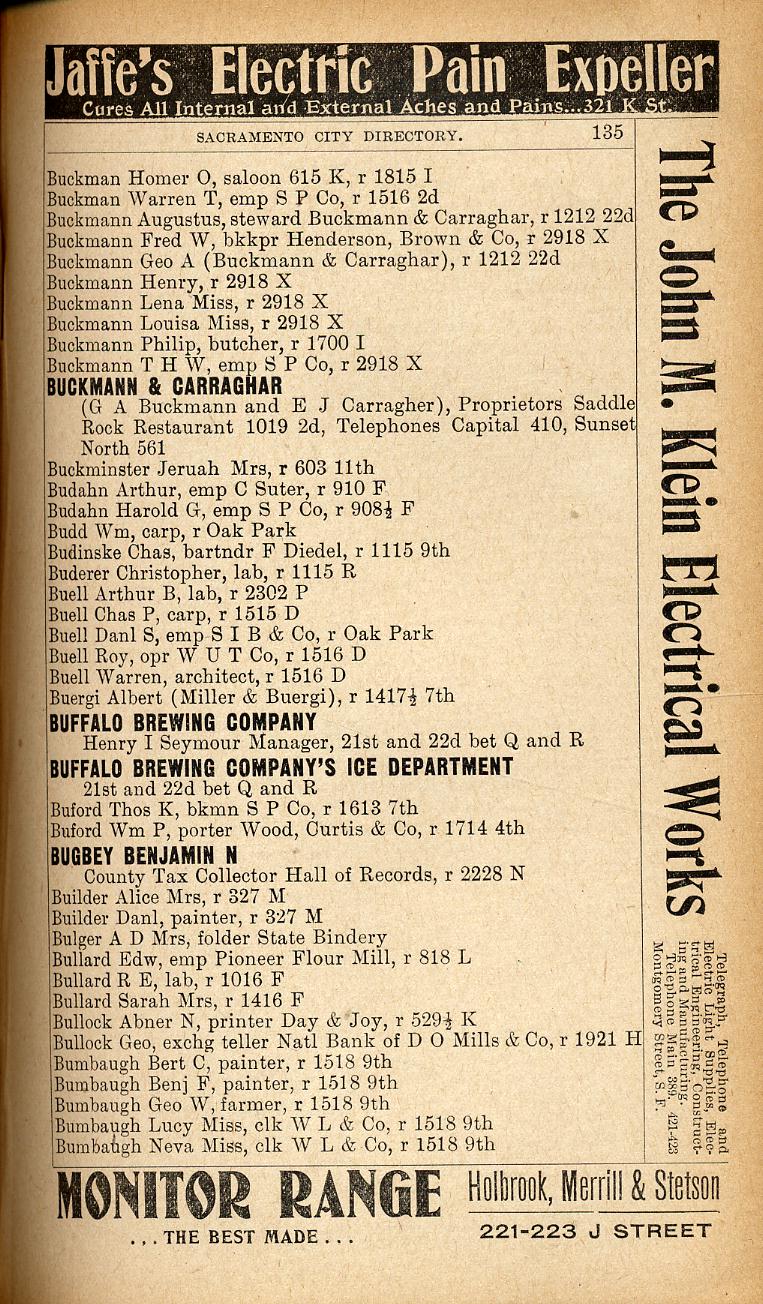 Jaffe's Electric Pain Expeller
Cures All Internal and External Aches and Pains...321 K St.
SACRAMENTO CITY DIRECTORY. 135
Buckman Homer O, saloon 615 K, r 1815 I
Buckman Warren T, emp S P Co, r 1516 2d
Buckmann Augustus, steward Buckmann & Carraghar, r 1212 22d
Buckmann Fred W, bkkpr Henderson, Brown & Co, r 2918 X
Buckmann Geo A (Buckmann & Carraghar), r 1212 22d
Buckmann Henry, r 2918 X
Buckmann Lena Miss, r 2918 X
Buckmann Louisa Miss, r 2918 X
Buckmann Philip, butcher, r 1700 I
Buckmann T H W, emp S P Co, r 2918 X
BUCKMANN & CARRAGHAR
(G A Buckmann and E J Carragher), Proprietors Saddle
Rock Restaurant 1019 2d, Telephones Capital 410, Sunset
North 561
Buckminster Jeruah Mrs, r 603 11th
Budahn Arthur, emp C Suter, r 910 F
Budahn Harold G, emp S P Co, r 908½ F
Budd Wm, carp, r Oak Park
Budinske Chas, bartndr F Diedel, r 1115 9th
Buderer Christopher, lab, r 1115 R
Buell Arthur B, lab, r 2302 P
Buell Chas P, carp, r 1515 D
Buell Danl S, emp S I B & Co, r Oak Park
Buell Roy, opr W U T Co, r 1516 D
Buell Warren, architect, r 1516 D
Buergi Albert (Miller & Buergi), r 1417½ 7th
BUFFALO BREWING COMPANY
Henry I Seymour Manager, 21st and 22d bet Q and R
BUFFALO BREWING COMPANY'S ICE DEPARTMENT
21st and 22d bet Q and R
Buford Thos K, bkmn S P Co, r 1613 7th
Buford Wm P, porter Wood, Curtis & Co, r 1714 4th
BUGBEY BENJAMIN N
County Tax Collector Hall of Records, r 2228 N
Builder Alice Mrs, r 327 M
Builder Danl, painter, r 327 M
Bulger A D Mrs, folder State Bindery
Bullard Edw, emp Pioneer Flour Mill, r 818 L
Bullard R E, lab, r 1016 F
Bullard Sarah Mrs, r 1416 F
Bullock Abner N, printer Day & Joy, r 529½ K
Bullock Geo, exchg teller Natl Bank of D O Mills & Co, r 1921 H
Bumbaugh Bert C, painter, r 1518 9th
Bumbaugh Benj F, painter, r 1518 9th
Bumbaugh Geo W, farmer, r 1518 9th
Bumbaugh Lucy Miss, clk W L & Co, r 1518 9th
Bumbaugh Neva Miss, clk W L & Co, r 1518 9th
The John M. Klein Electrical Works
Telegraph, Telephone and
Electric Light Supplies, Elec-
trical Engineering, Construct-
ing and Manufacturing.
Telephone Main 389. 421-423
Montgomery Street, S. F.
MONITOR RANGE
...THE BEST MADE...
Holbrook, Merrill & Stetson
221-223 J STREET